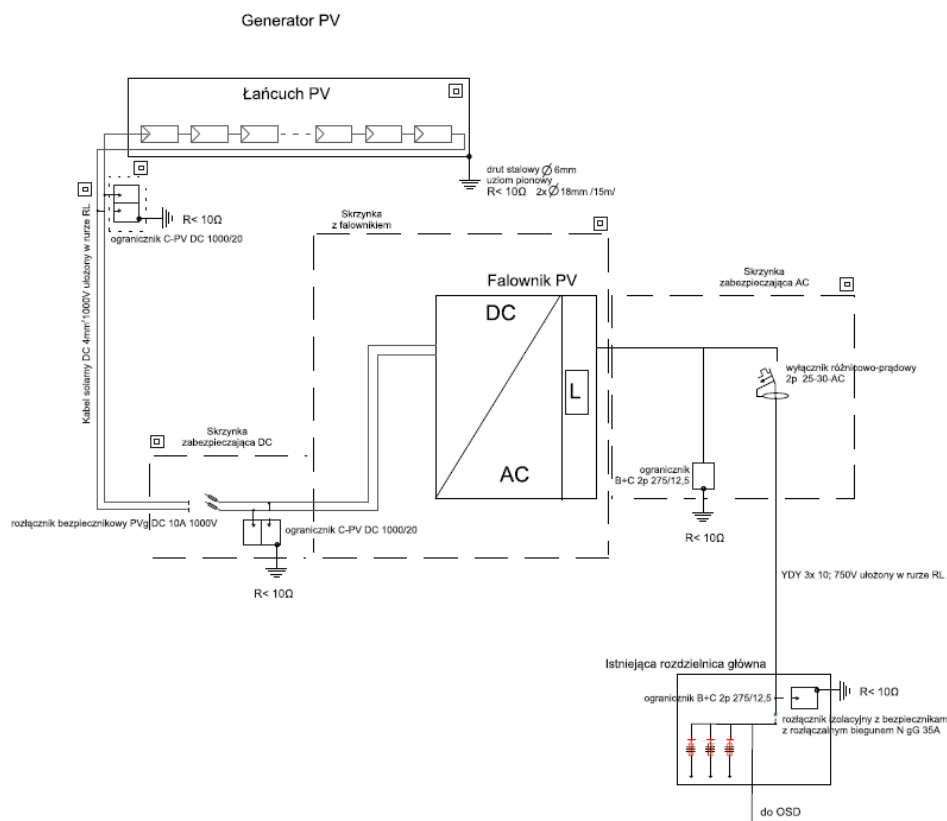 Generator PV
Łańcuch PV
drut stalowy Ø 6mm
uziom pionowy
R< 10Ω 2x Ø 18mm /15m/
R< 10Ω
ogranicznik C-PV DC 1000/20
Kabel solarny DC 4mm² 1000V ułożony w rurze RL
Skrzynka
z falownikiem
Falownik PV
DC
AC
L
Skrzynka
zabezpieczająca AC
wyłącznik różnicowo-prądowy
2p 25-30-AC
ogranicznik
B+C 2p 275/12,5
R< 10Ω
Skrzynka
zabezpieczająca DC
rozłącznik bezpiecznikowy PVg DC 10A 1000V
ogranicznik C-PV DC 1000/20
R< 10Ω
YDY 3x 10; 750V ułożony w rurze RL
Istniejąca rozdzielnica główna
ogranicznik B+C 2p 275/12,5
R< 10Ω
rozłącznik izolacyjny z bezpiecznikam
z rozłączalnym biegunem N gG 35A
do OSD